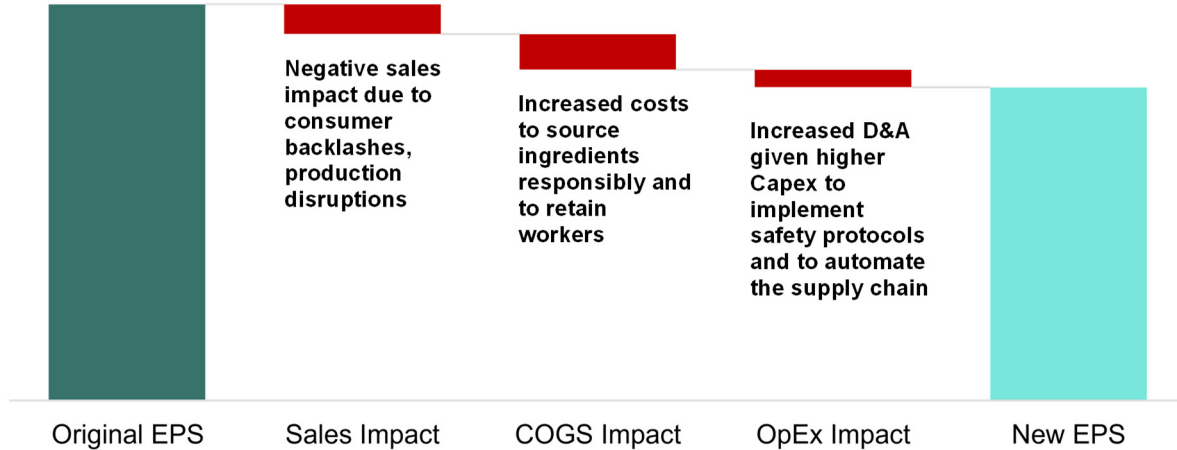 Negative sales
impact due to
consumer
backlashes,
production
disruptions
Increased costs
to source
ingredients
responsibly and
to retain
workers
Increased D&A
given higher
Capex to
implement
safety protocols
and to automate
the supply chain
Original EPS
Sales Impact
COGS Impact
OpEx Impact
New EPS